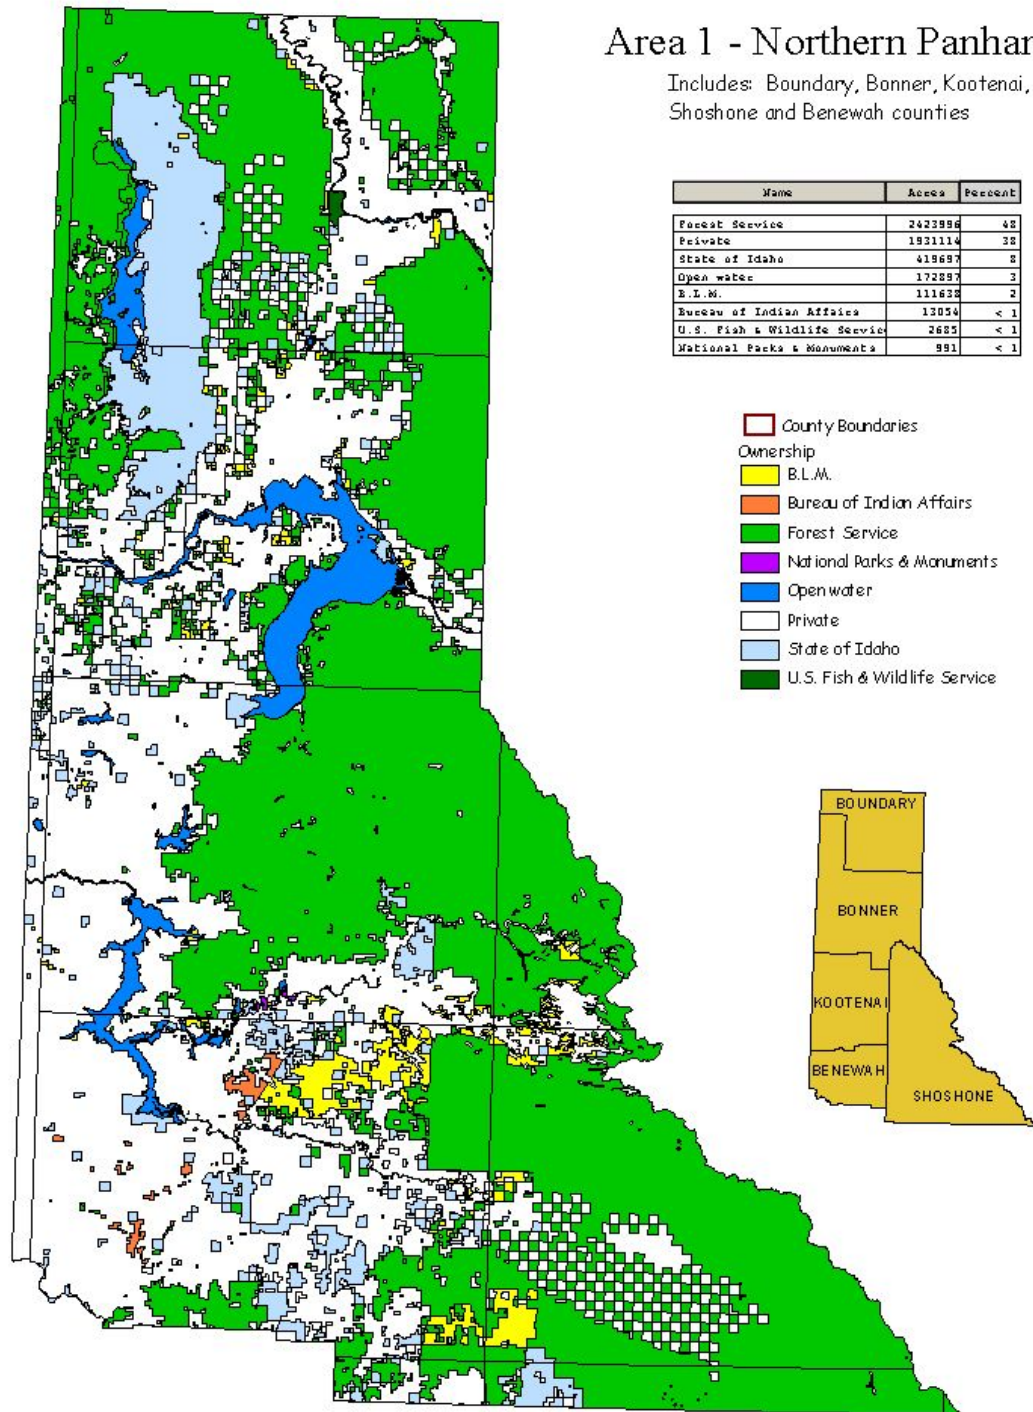 Area 1 - Northern Panhan
Includes: Boundary, Bonner, Kootenai,
Shoshone and Benewah counties
Name Acres Percent
Forest Service 2423996 48
Private 1931114 38
State of Idaho 419697 8
Open water 172897 3
B.L.M. 111638 2
Bureau of Indian Affairs 13054 < 1
U.S. Fish & Wildlife Servic 2685 < 1
National Parks & Monuments 991 < 1
County Boundaries
Ownership
B.L.M.
Bureau of Indian Affairs
Forest Service
National Parks & Monuments
Openwater
Private
State of Idaho
U.S. Fish & Wildlife Service
BOUNDARY
BONNER
KOOTENAI
BENEWAH
SHOSHONE